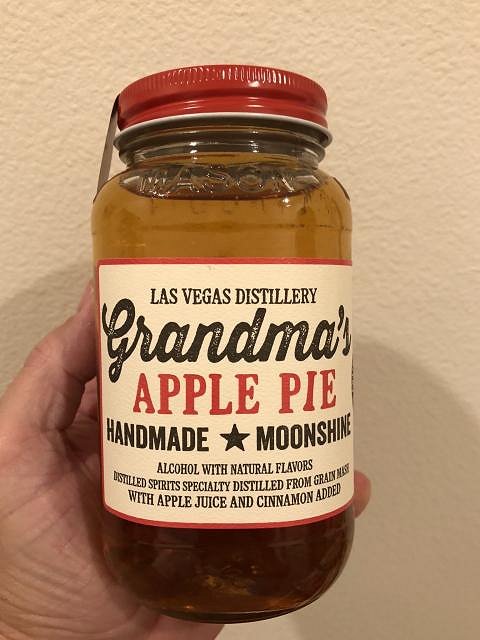 MASON
LAS VEGAS DISTILLERY
Grandma's
APPLE PIE
HANDMADE ★ MOONSHINE
ALCOHOL WITH NATURAL FLAVORS
DISTILLED SPIRITS SPECIALTY DISTILLED FROM GRAIN MASH
WITH APPLE JUICE AND CINNAMON ADDED